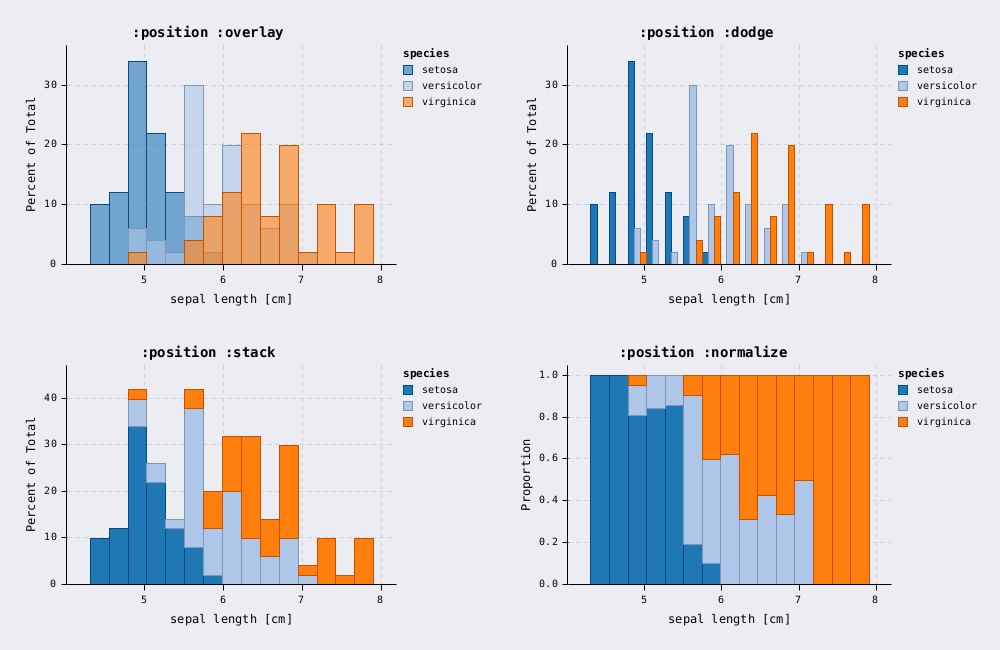 :position :overlay
species
setosa
versicolor
virginica
Percent of Total
30
20
10
0
5 6 7 8
sepal length [cm]
:position :dodge
species
setosa
versicolor
virginica
Percent of Total
30
20
10
0
5 6 7 8
sepal length [cm]
:position :stack
species
setosa
versicolor
virginica
Percent of Total
40
30
20
10
0
5 6 7 8
sepal length [cm]
:position :normalize
species
setosa
versicolor
virginica
Proportion
1.0
0.8
0.6
0.4
0.2
0.0
5 6 7 8
sepal length [cm]